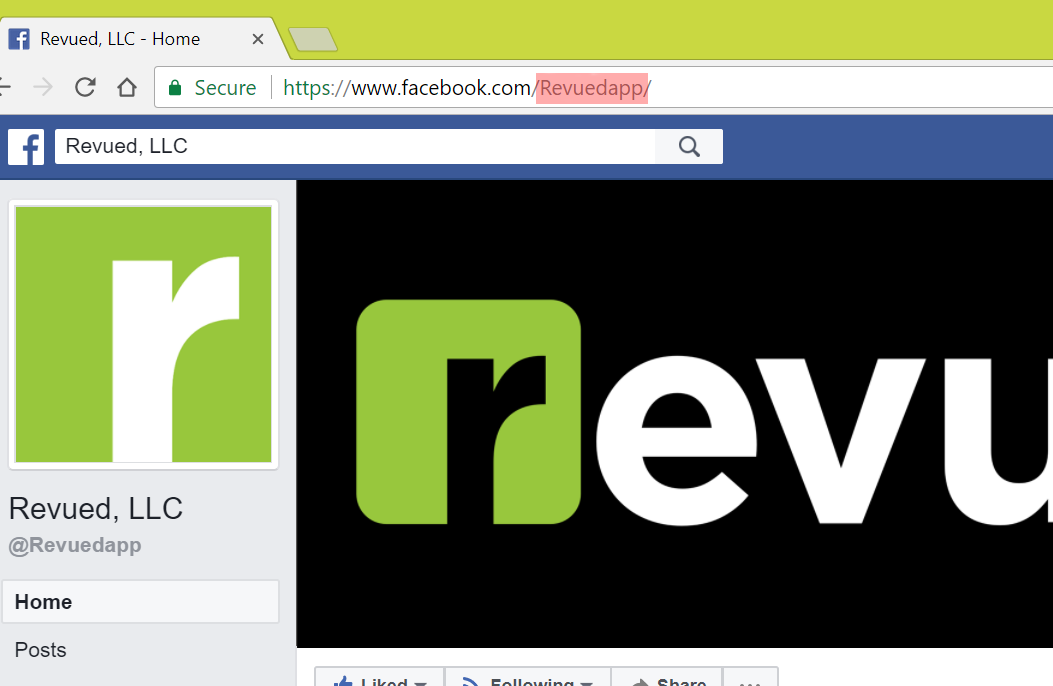 Revued, LLC - Home
Secure https://www.facebook.com/Revuedapp/
Revued, LLC
r
revu
Revued, LLC
@Revuedapp
Home
Posts
Liked Following Share ...